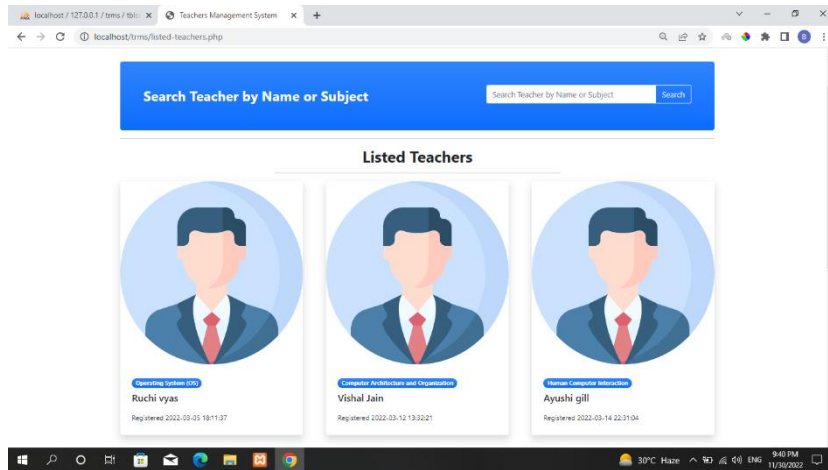 localhost / 127.0.0.1 / trms / tbl
Teachers Management System
localhost/trms/listed-teachers.php
Search Teacher by Name or Subject
Search Teacher by Name or Subject
Search
Listed Teachers
Operating System (OS)
Computer Architecture and Organization
Human Computer Interaction
Ruchi vyas
Vishal Jain
Ayushi gill
Registered 2022-03-05 18:11:37
Registered 2022-03-12 13:32:21
Registered 2022-03-14 22:31:04
30°C Haze
ENG
9:40 PM
11/30/2022